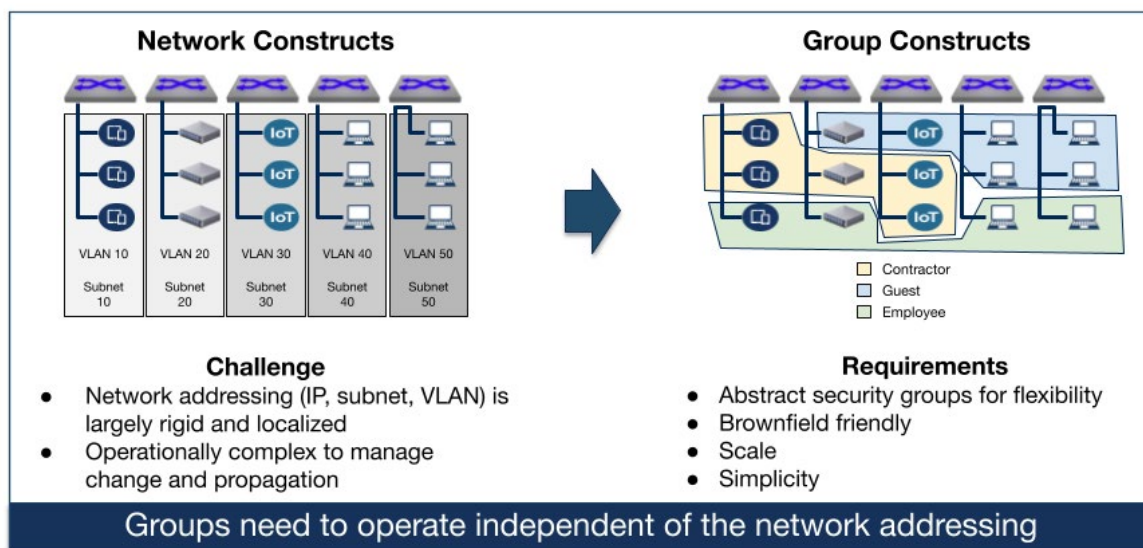 Network Constructs
IoT
IoT
IoT
VLAN 10
VLAN 20
VLAN 30
VLAN 40
VLAN 50
Subnet
10
Subnet
20
Subnet
30
Subnet
40
Subnet
50
Challenge
● Network addressing (IP, subnet, VLAN) is
largely rigid and localized
● Operationally complex to manage
change and propagation
Group Constructs
IoT
IoT
IoT
Contractor
Guest
Employee
Requirements
● Abstract security groups for flexibility
● Brownfield friendly
● Scale
● Simplicity
Groups need to operate independent of the network addressing